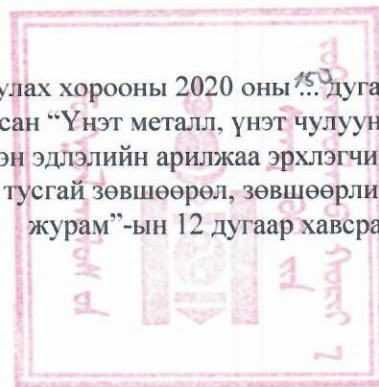 улах хорооны 2020 оны 150 дуга
сан “Үнэт металл, үнэт чулуун
эн эдлэлийн арилжаа эрхлэгчи
тусгай зөвшөөрөл, зөвшөөрли
журам”-ын 12 дугаар хавсра